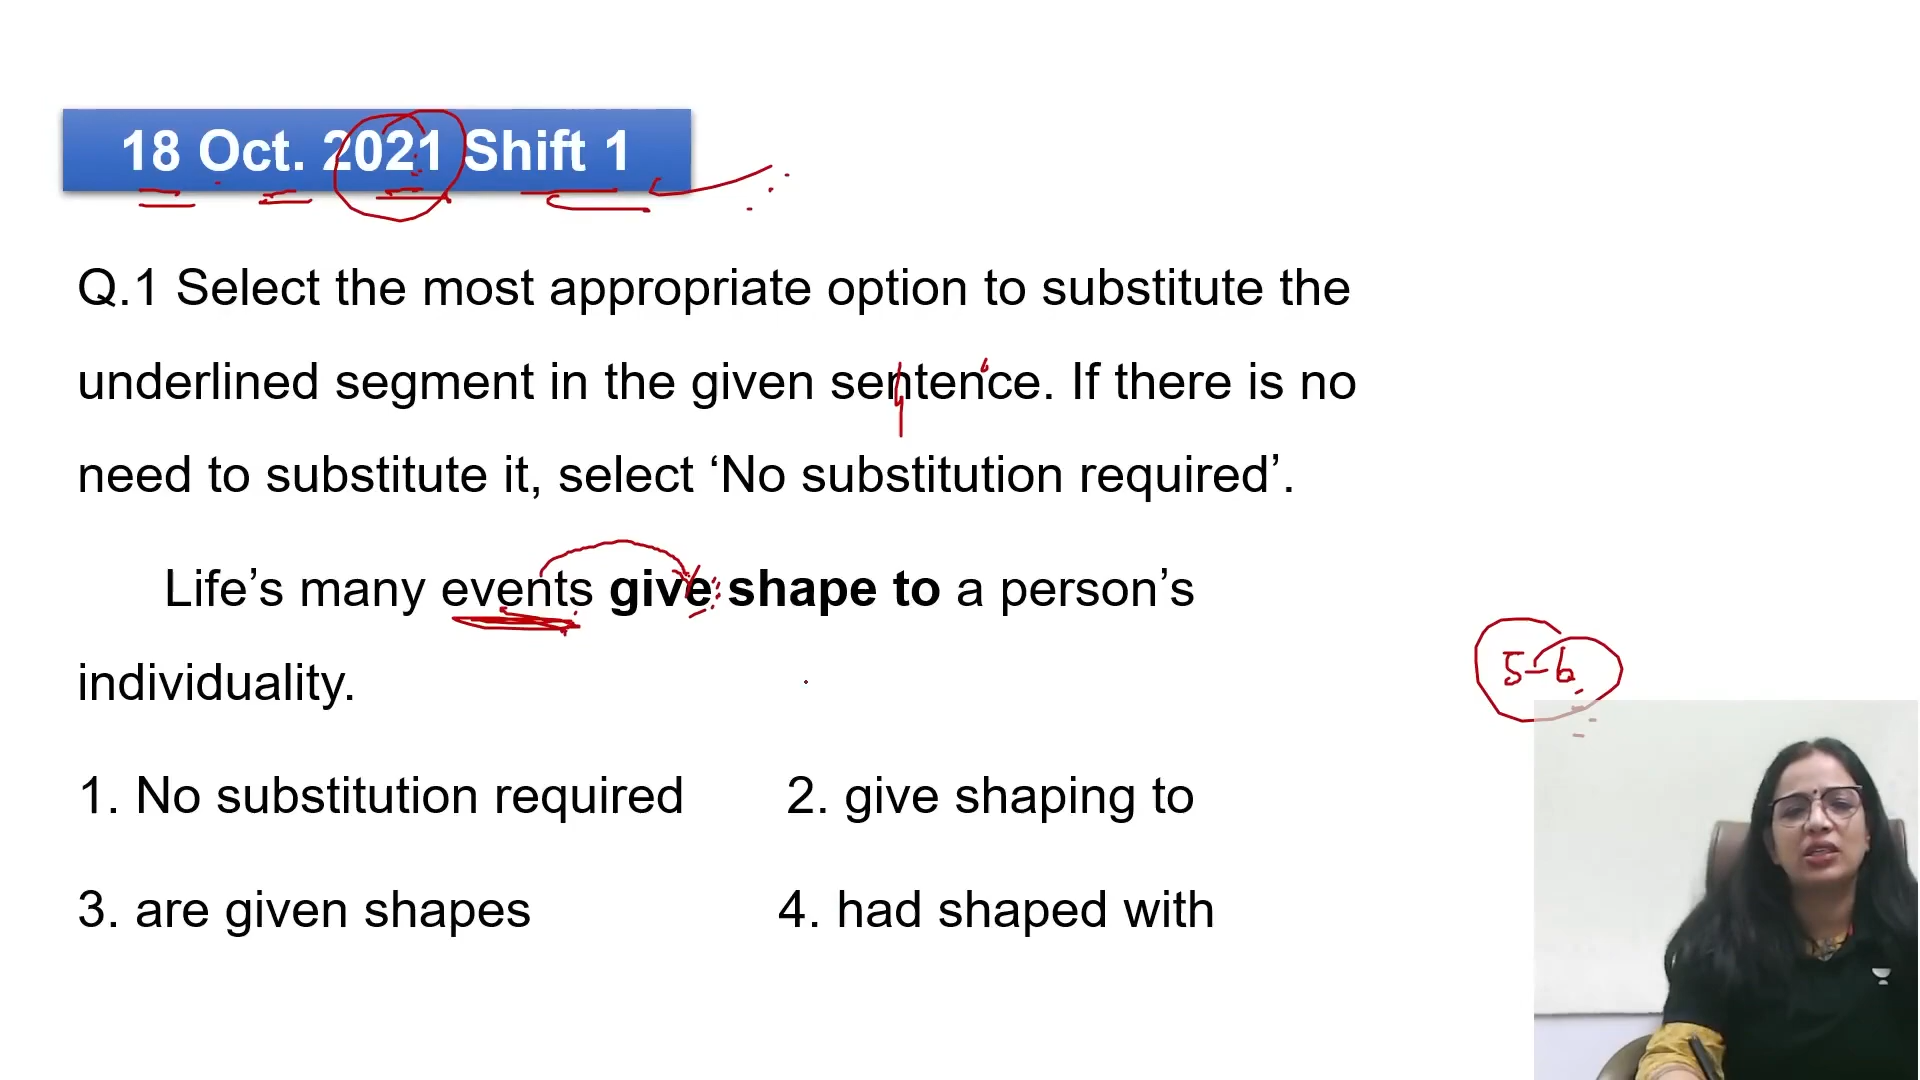 18 Oct. 2021 Shift 1
Q.1 Select the most appropriate option to substitute the
underlined segment in the given sentence. If there is no
need to substitute it, select ‘No substitution required’.
Life’s many events give shape to a person’s
individuality.
5-6
1. No substitution required 2. give shaping to
3. are given shapes 4. had shaped with